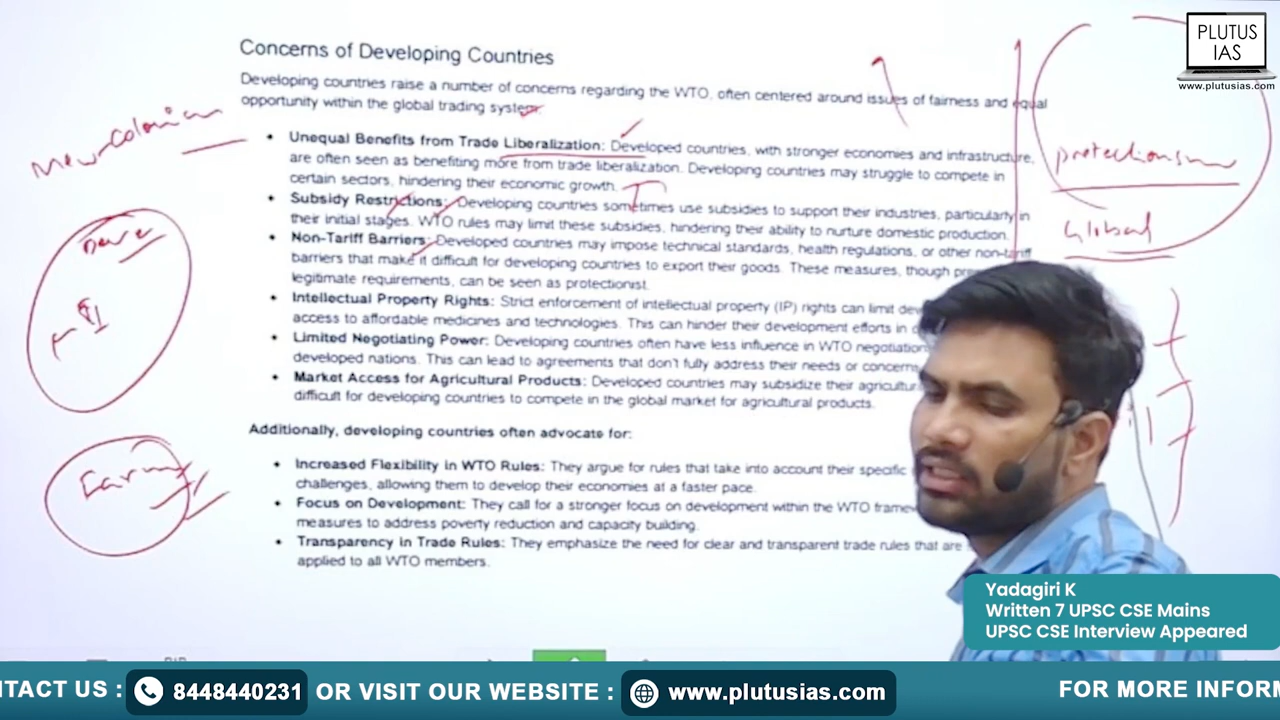 PLUTUS
IAS
www.plutusias.com
Concerns of Developing Countries
Developing countries raise a number of concerns regarding the WTO, often centered around issues of fairness and equal
opportunity within the global trading system.
New-Colonian
• Unequal Benefits from Trade Liberalization: Developed countries, with stronger economies and infrastructure,
are often seen as benefiting more from trade liberalization. Developing countries may struggle to compete in
certain sectors, hindering their economic growth.
• Subsidy Restrictions: Developing countries sometimes use subsidies to support their industries, particularly in
their initial stages. WTO rules may limit these subsidies, hindering their ability to nurture domestic production.
• Non-Tariff Barriers: Developed countries may impose technical standards, health regulations, or other non-tariff
barriers that make it difficult for developing countries to export their goods. These measures, though
legitimate requirements, can be seen as protectionist.
• Intellectual Property Rights: Strict enforcement of intellectual property (IP) rights can limit
access to affordable medicines and technologies. This can hinder their development efforts in
• Limited Negotiating Power: Developing countries often have less influence in WTO
developed nations. This can lead to agreements that don't fully address their needs or
• Market Access for Agricultural Products: Developed countries may subsidize their
difficult for developing countries to compete in the global market for agricultural products.
protectionism
Global
Additionally, developing countries often advocate for:
• Increased Flexibility in WTO Rules: They argue for rules that take into account their specific
challenges, allowing them to develop their economies at a faster pace.
• Focus on Development: They call for a stronger focus on development within the WTO
measures to address poverty reduction and capacity building.
• Transparency in Trade Rules: They emphasize the need for clear and transparent trade rules that are
applied to all WTO members.
Yadagiri K
Written 7 UPSC CSE Mains
UPSC CSE Interview Appeared
NTACT US : 8448440231 OR VISIT OUR WEBSITE : www.plutusias.com FOR MORE INFORM